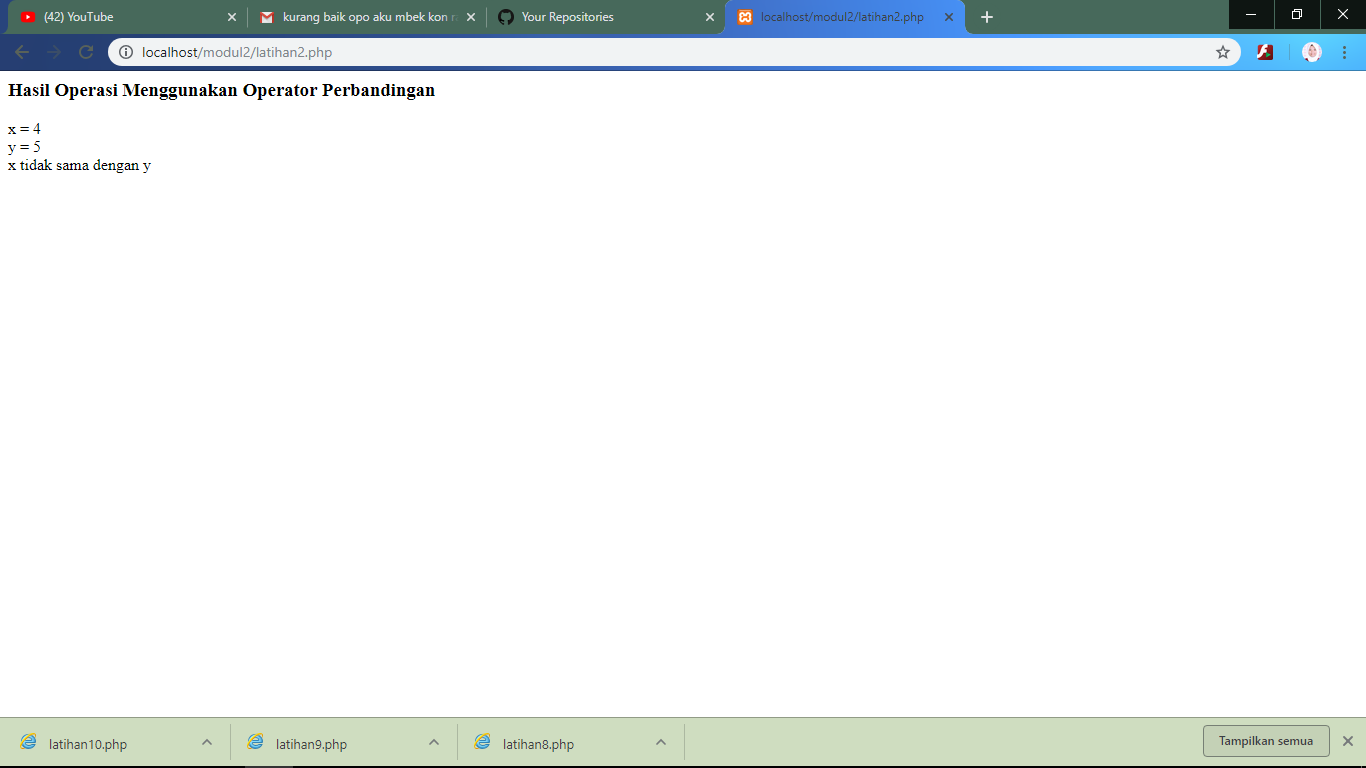 (42) YouTube
kurang baik opo aku mbek kon
Your Repositories
localhost/modul2/latihan2.php
localhost/modul2/latihan2.php
Hasil Operasi Menggunakan Operator Perbandingan
x = 4
y = 5
x tidak sama dengan y
latihan10.php
latihan9.php
latihan8.php
Tampilkan semua